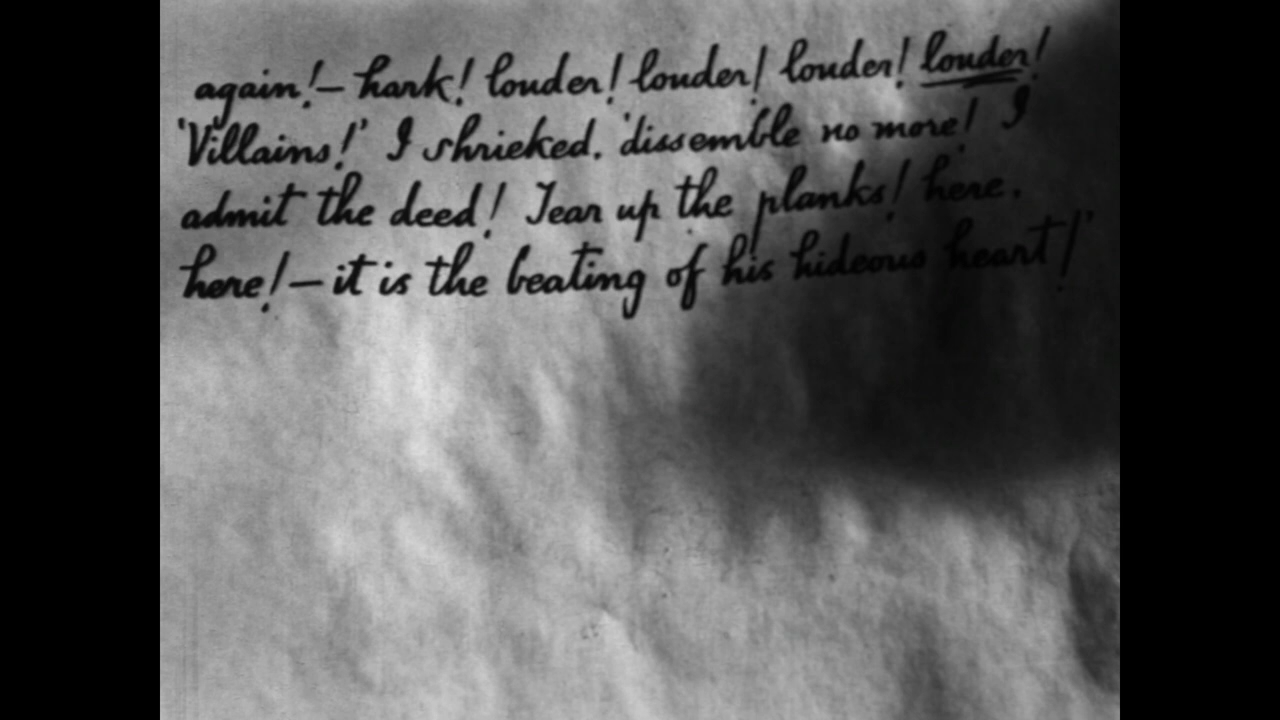 again!—hark! louder! louder! louder! louder!
'Villains!' I shrieked. 'dissemble no more! I
admit the deed! Tear up the planks! here.
here!—it is the beating of his hideous heart!'